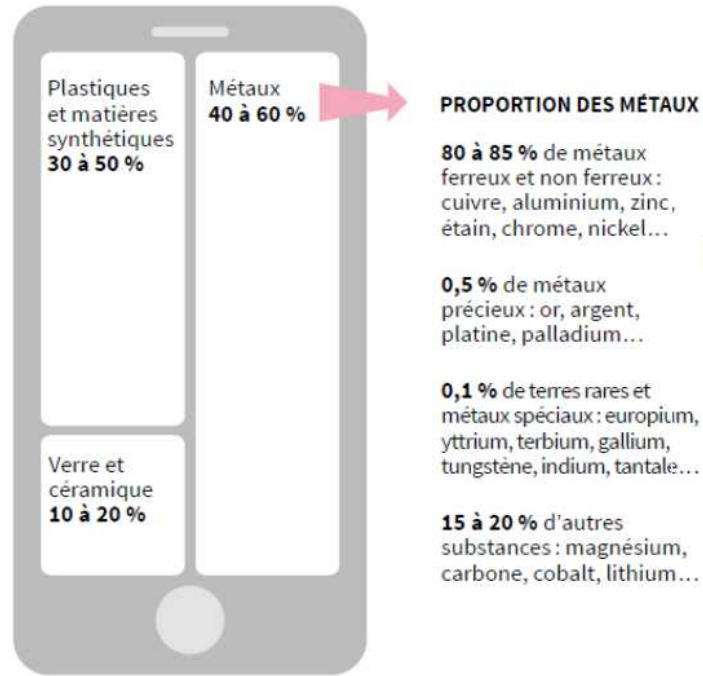 Plastiques
et matières
synthétiques
30 à 50 %
Métaux
40 à 60 %
Verre et
céramique
10 à 20 %
PROPORTION DES MÉTAUX
80 à 85 % de métaux
ferreux et non ferreux :
cuivre, aluminium, zinc,
étain, chrome, nickel…
0,5 % de métaux
précieux : or, argent,
platine, palladium…
0,1 % de terres rares et
métaux spéciaux : europium,
yttrium, terbium, gallium,
tungstène, indium, tantale…
15 à 20 % d’autres
substances : magnésium,
carbone, cobalt, lithium…